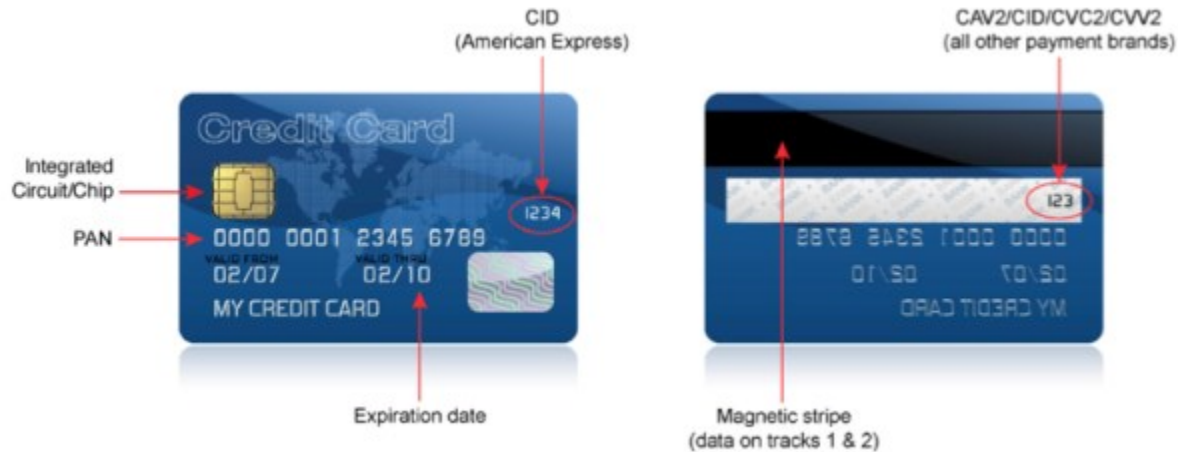 CID
(American Express)
CAV2/CID/CVC2/CVV2
(all other payment brands)
Credit Card
Integrated
Circuit/Chip
1234
PAN
0000 0001 2345 6789
VALID FROM VALID THRU
02/07 02/10
MY CREDIT CARD
Expiration date
123
0000 0001 2345 6789
02/07 02/10
MY CREDIT CARD
Magnetic stripe
(data on tracks 1 & 2)